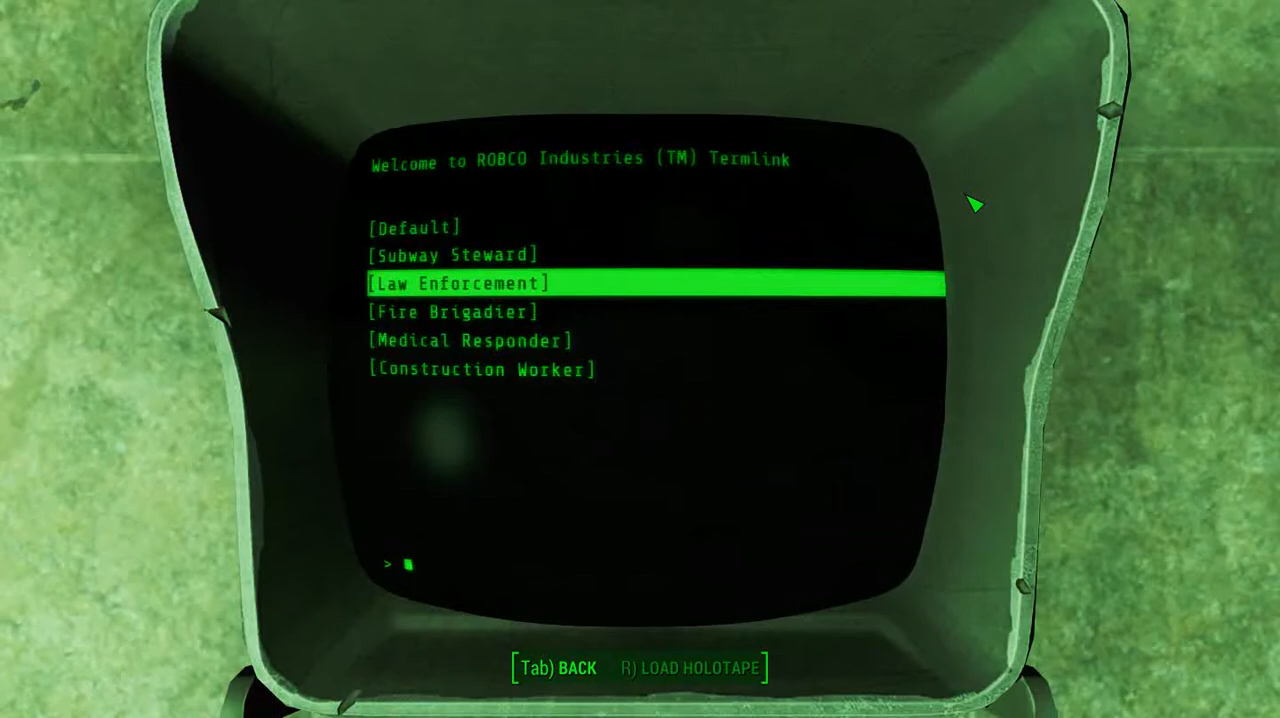 Welcome to ROBCO Industries (TM) Termlink
[Default]
[Subway Steward]
[Law Enforcement]
[Fire Brigadier]
[Medical Responder]
[Construction Worker]
>
[Tab) BACK R) LOAD HOLOTAPE]